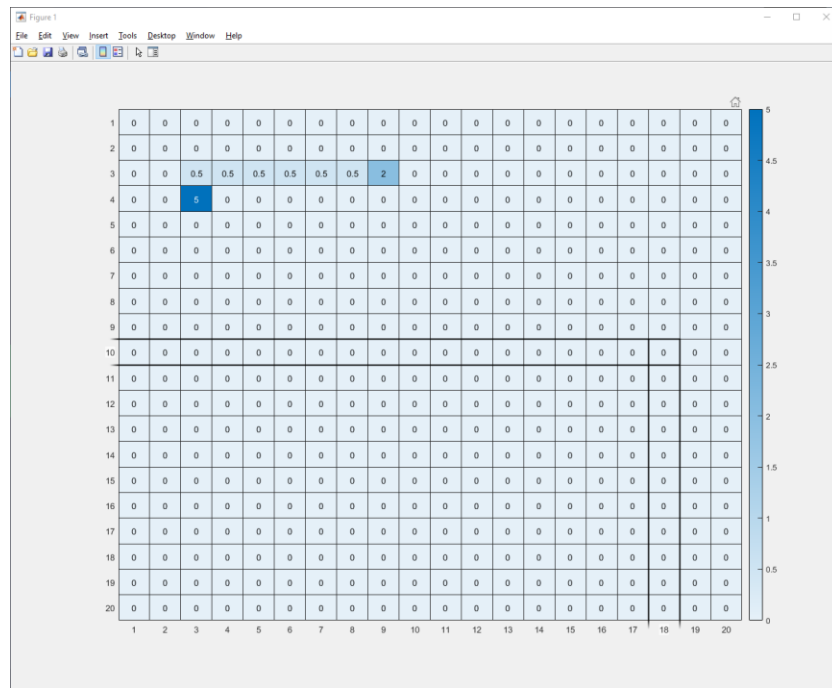 Figure 1
File Edit View Insert Tools Desktop Window Help
1 0 0 0 0 0 0 0 0 0 0 0 0 0 0 0 0 0 0 0 0 5
2 0 0 0 0 0 0 0 0 0 0 0 0 0 0 0 0 0 0 0 0 4.5
3 0 0 0.5 0.5 0.5 0.5 0.5 0.5 2 0 0 0 0 0 0 0 0 0 0 0
4 0 0 5 0 0 0 0 0 0 0 0 0 0 0 0 0 0 0 0 0 4
5 0 0 0 0 0 0 0 0 0 0 0 0 0 0 0 0 0 0 0 0
6 0 0 0 0 0 0 0 0 0 0 0 0 0 0 0 0 0 0 0 0 3.5
7 0 0 0 0 0 0 0 0 0 0 0 0 0 0 0 0 0 0 0 0
8 0 0 0 0 0 0 0 0 0 0 0 0 0 0 0 0 0 0 0 0 3
9 0 0 0 0 0 0 0 0 0 0 0 0 0 0 0 0 0 0 0 0
10 0 0 0 0 0 0 0 0 0 0 0 0 0 0 0 0 0 0 0 0 2.5
11 0 0 0 0 0 0 0 0 0 0 0 0 0 0 0 0 0 0 0 0
12 0 0 0 0 0 0 0 0 0 0 0 0 0 0 0 0 0 0 0 0 2
13 0 0 0 0 0 0 0 0 0 0 0 0 0 0 0 0 0 0 0 0
14 0 0 0 0 0 0 0 0 0 0 0 0 0 0 0 0 0 0 0 0 1.5
15 0 0 0 0 0 0 0 0 0 0 0 0 0 0 0 0 0 0 0 0
16 0 0 0 0 0 0 0 0 0 0 0 0 0 0 0 0 0 0 0 0 1
17 0 0 0 0 0 0 0 0 0 0 0 0 0 0 0 0 0 0 0 0
18 0 0 0 0 0 0 0 0 0 0 0 0 0 0 0 0 0 0 0 0 0.5
19 0 0 0 0 0 0 0 0 0 0 0 0 0 0 0 0 0 0 0 0
20 0 0 0 0 0 0 0 0 0 0 0 0 0 0 0 0 0 0 0 0 0
1 2 3 4 5 6 7 8 9 10 11 12 13 14 15 16 17 18 19 20